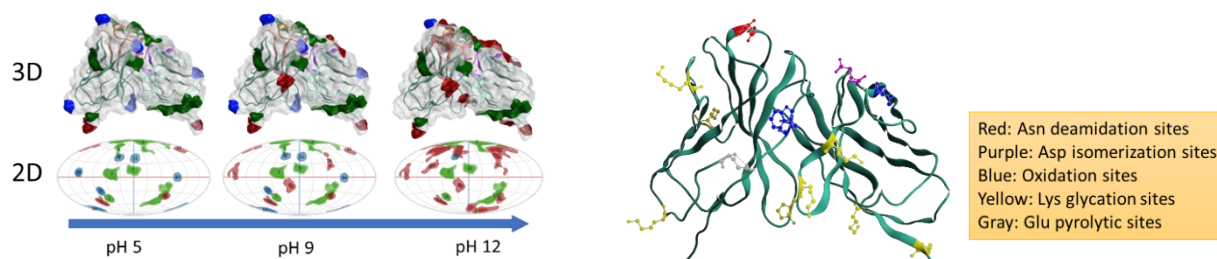 3D
2D
pH 5
pH 9
pH 12
Red: Asn deamidation sites
Purple: Asp isomerization sites
Blue: Oxidation sites
Yellow: Lys glycation sites
Gray: Glu pyrolytic sites